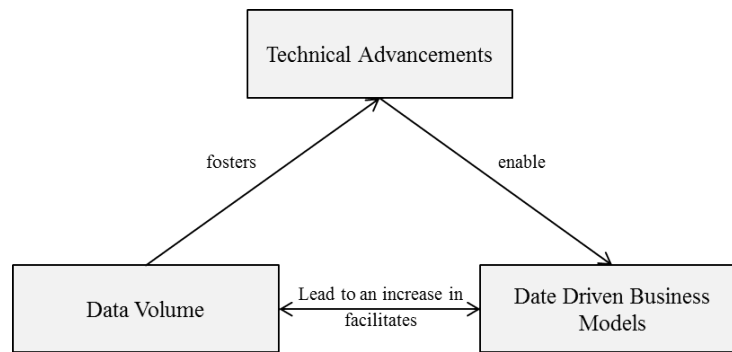 Technical Advancements
fosters
enable
Data Volume
Lead to an increase in
facilitates
Date Driven Business
Models